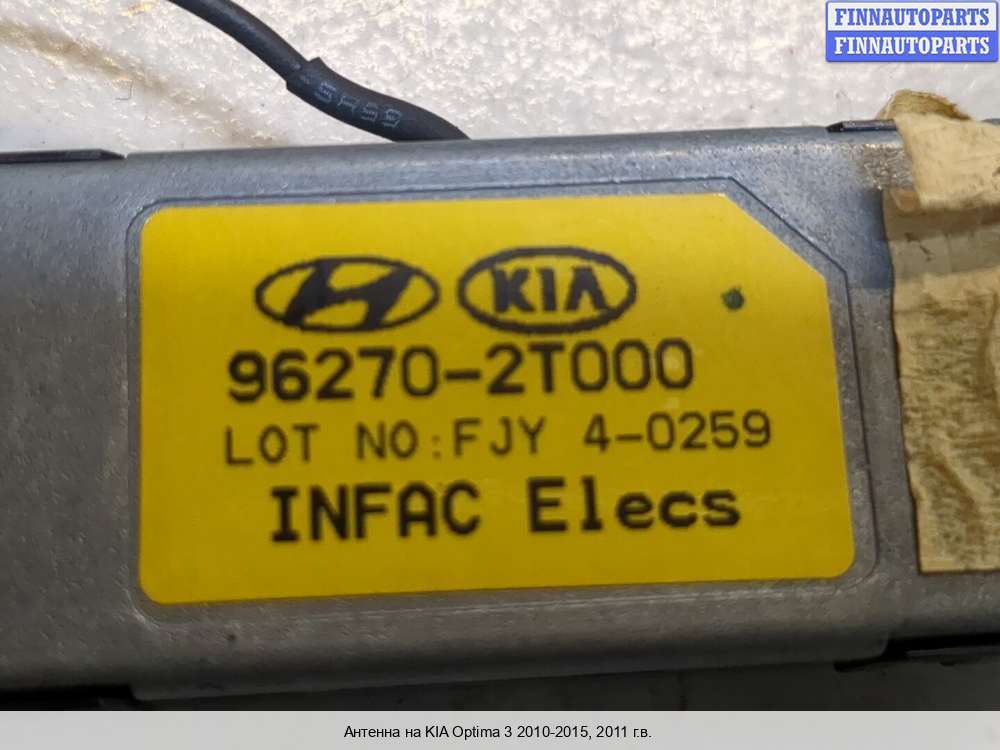 FINNAUTOPARTS
FINNAUTOPARTS
KIA
96270-2T000
LOT NO:FJY 4-0259
INFAC Elecs
Антенна на KIA Optima 3 2010-2015, 2011 г.в.